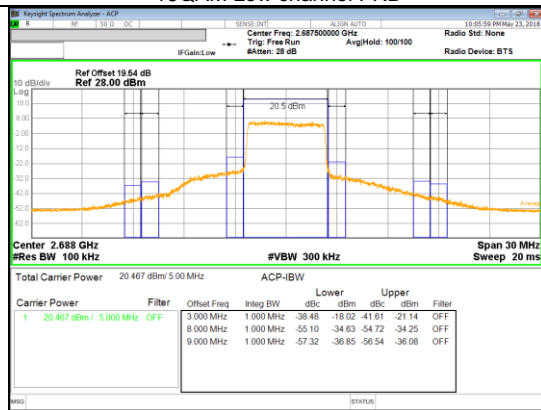 Keysight Spectrum Analyzer - ACP
R RF 50 Ω DC SENSE:INT ALIGN AUTO 10:05:59 PM May 23, 2018
Center Freq: 2.687500000 GHz Radio Std: None
Trig: Free Run Avg|Hold: 100/100
IFGain:Low #Atten: 28 dB Radio Device: BTS
Ref Offset 19.54 dB
10 dB/div Ref 28.00 dBm
Log
18.0
8.00
-2.00
-12.0
-22.0
-32.0
-42.0
-52.0
-62.0
20.5 dBm
Average
Center 2.688 GHz Span 30 MHz
#Res BW 100 kHz #VBW 300 kHz Sweep 20 ms
Total Carrier Power 20.467 dBm/ 5.00 MHz ACP-IBW
Lower Upper
Carrier Power Filter Offset Freq Integ BW dBc dBm dBc dBm Filter
1 20.467 dBm / 5.000 MHz OFF 3.000 MHz 1.000 MHz -38.48 -18.02 -41.61 -21.14 OFF
8.000 MHz 1.000 MHz -55.10 -34.63 -54.72 -34.25 OFF
9.000 MHz 1.000 MHz -57.32 -36.85 -56.54 -36.08 OFF
MSG STATUS